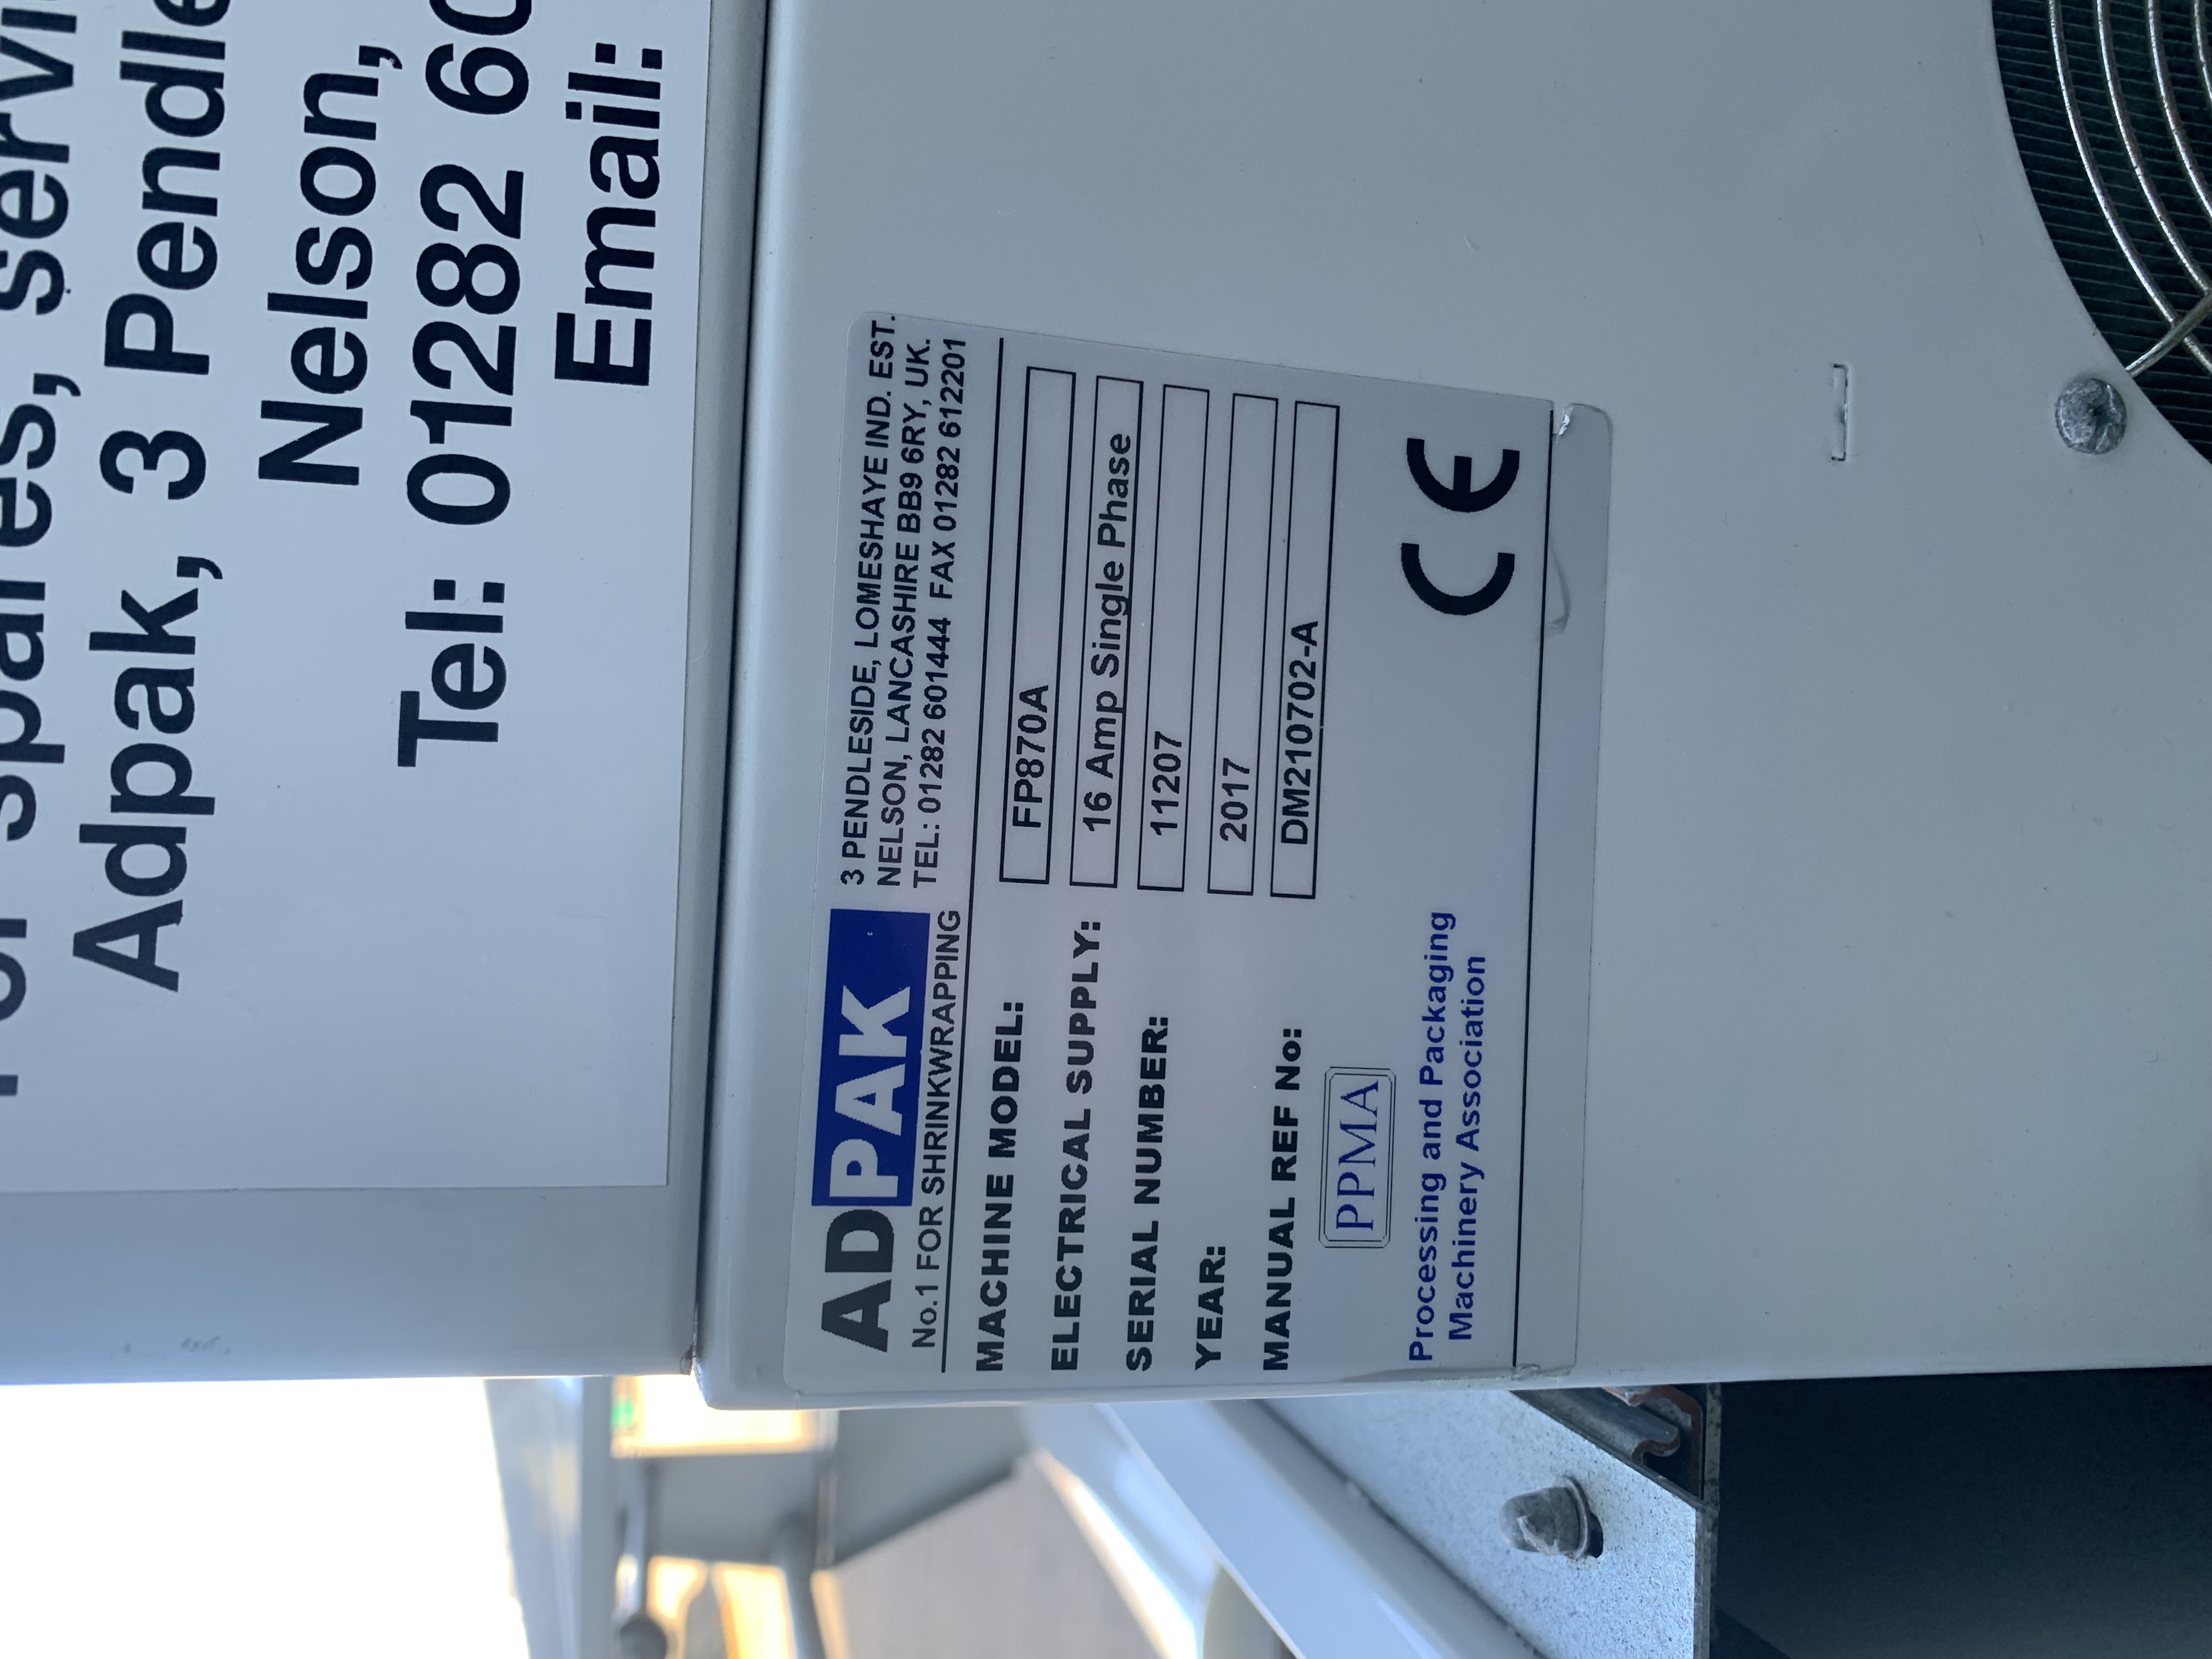 spares, servi
Adpak, 3 Pendle
Nelson,
Tel: 01282 60
Email:
ADPAK
No.1 FOR SHRINKWRAPPING
3 PENDLESIDE, LOMESHAYE IND. EST.
NELSON, LANCASHIRE BB9 6RY, UK.
TEL: 01282 601444 FAX 01282 612201
MACHINE MODEL: FP870A
ELECTRICAL SUPPLY: 16 Amp Single Phase
SERIAL NUMBER: 11207
YEAR: 2017
MANUAL REF No: DM210702-A
PPMA
Processing and Packaging
Machinery Association
CE